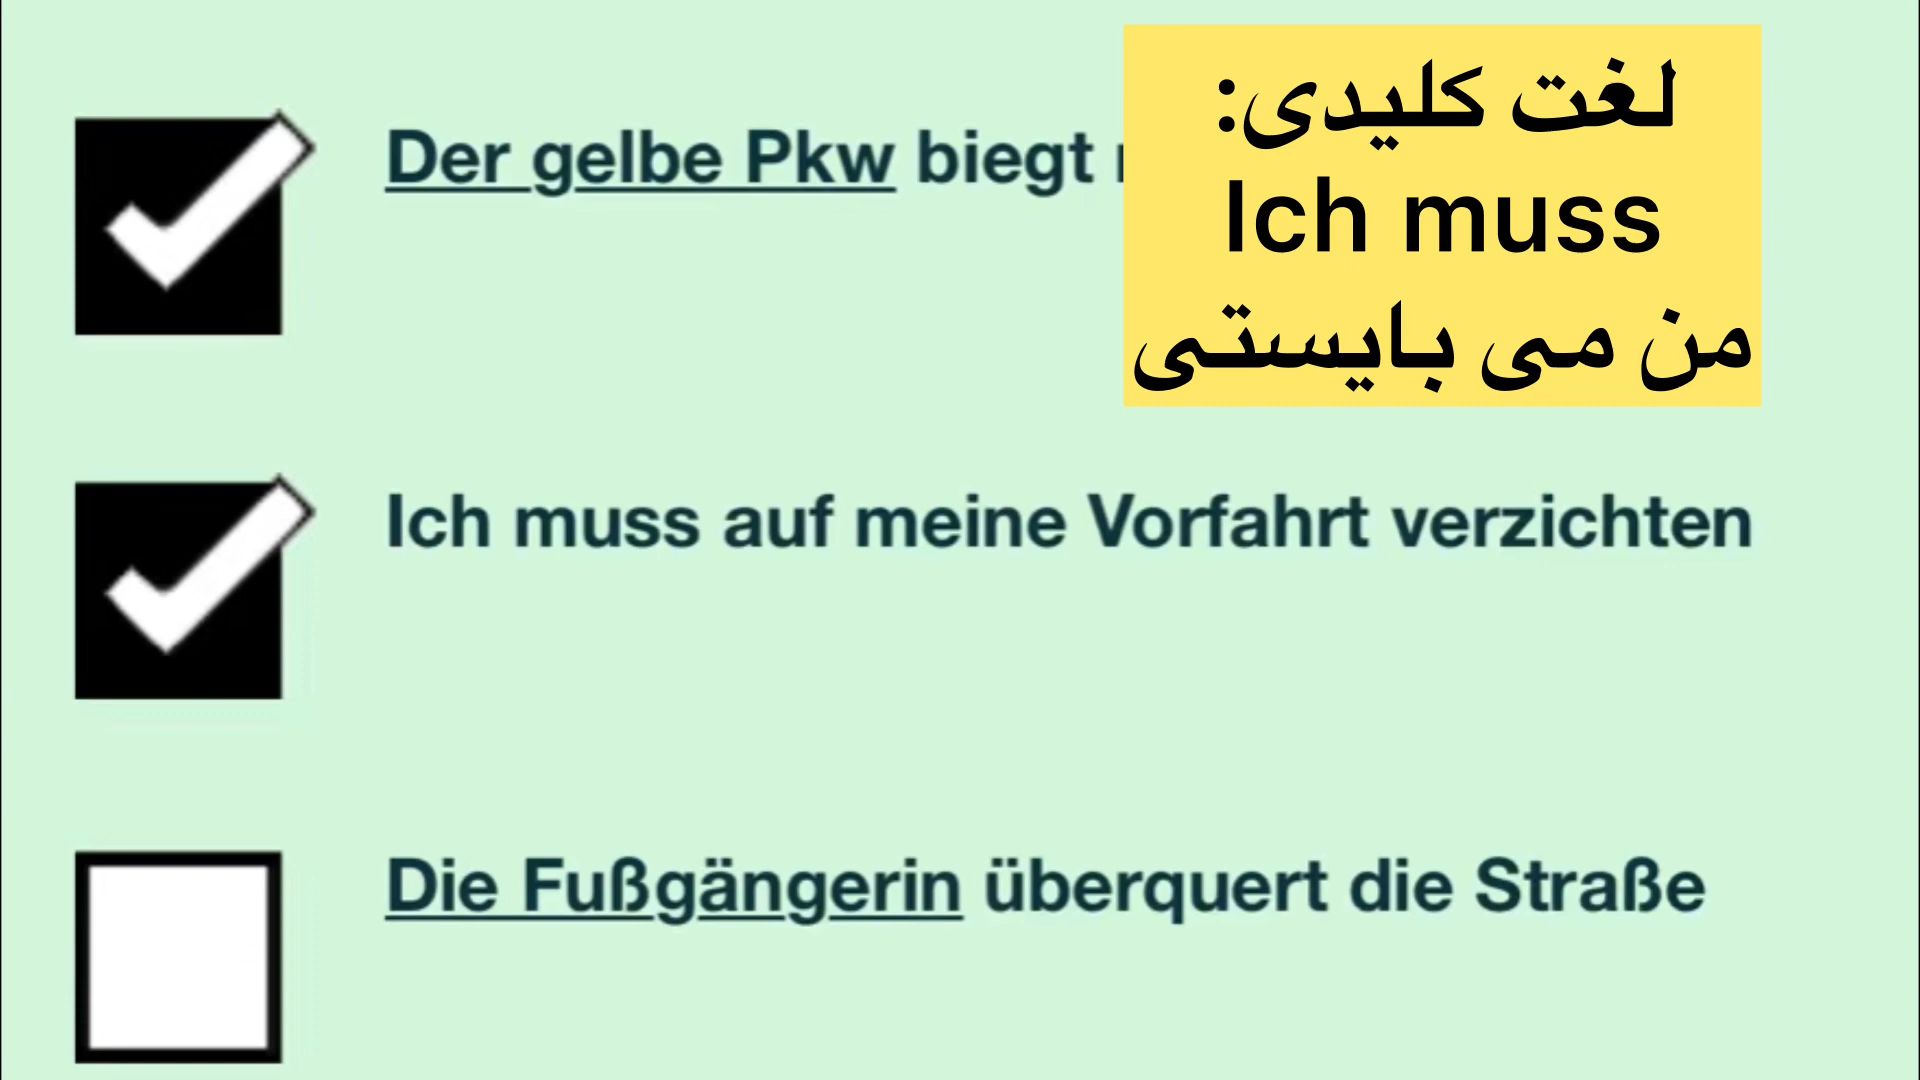 Der gelbe Pkw biegt
لغت کلیدی:
Ich muss
من می بایستی
Ich muss auf meine Vorfahrt verzichten
Die Fußgängerin überquert die Straße